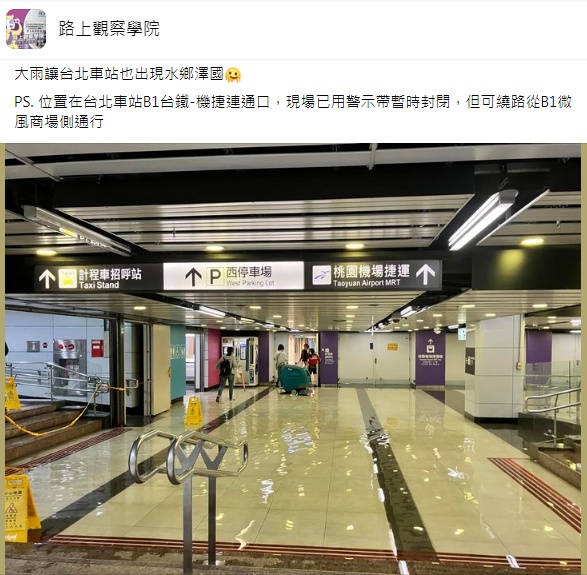 路上觀察學院
大雨讓台北車站也出現水鄉澤國🤗
PS. 位置在台北車站B1台鐵-機捷連通口，現場已用警示帶暫時封閉，但可繞路從B1微
風商場側通行
計程車招呼站
Taxi Stand
P 西停車場
West Parking Lot
桃園機場捷運
Taoyuan Airport MRT